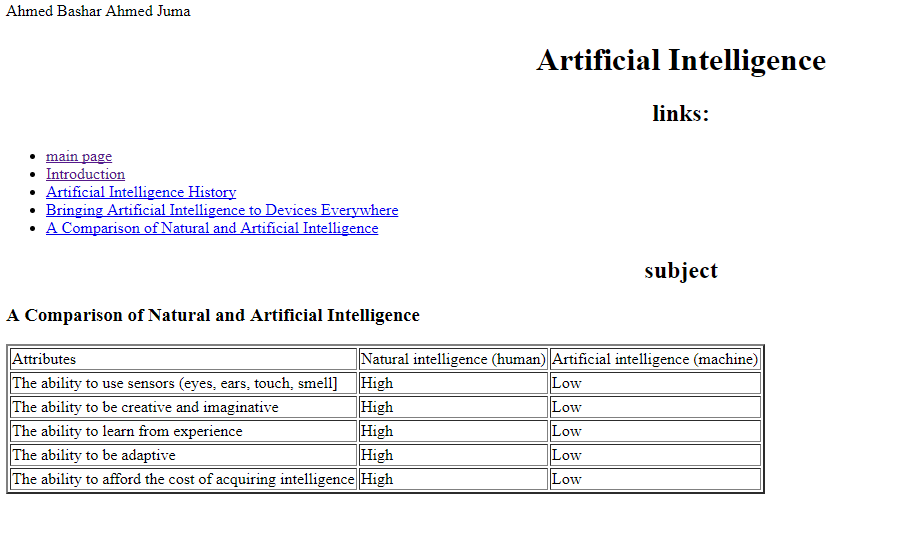 Ahmed Bashar Ahmed Juma
Artificial Intelligence
links:
main page
Introduction
Artificial Intelligence History
Bringing Artificial Intelligence to Devices Everywhere
A Comparison of Natural and Artificial Intelligence
subject
A Comparison of Natural and Artificial Intelligence
Attributes Natural intelligence (human) Artificial intelligence (machine)
The ability to use sensors (eyes, ears, touch, smell] High Low
The ability to be creative and imaginative High Low
The ability to learn from experience High Low
The ability to be adaptive High Low
The ability to afford the cost of acquiring intelligence High Low